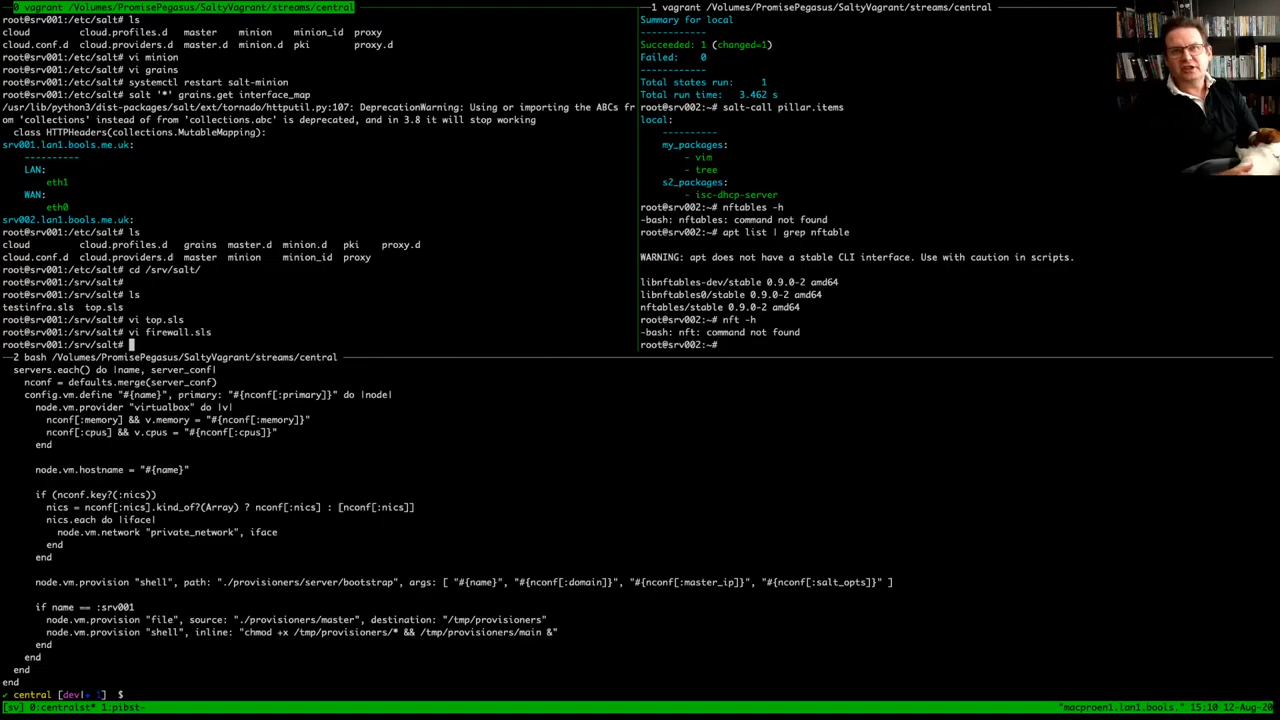 0 vagrant /Volumes/PromisePegasus/SaltyVagrant/streams/central
root@srv001:/etc/salt# ls
cloud        cloud.profiles.d  master    minion    minion_id  proxy
cloud.conf.d  cloud.providers.d  master.d  minion.d  pki        proxy.d
root@srv001:/etc/salt# vi minion
root@srv001:/etc/salt# vi grains
root@srv001:/etc/salt# systemctl restart salt-minion
root@srv001:/etc/salt# salt '*' grains.get interface_map
/usr/lib/python3/dist-packages/salt/ext/tornado/httputil.py:107: DeprecationWarning: Using or importing the ABCs fr
om 'collections' instead of from 'collections.abc' is deprecated, and in 3.8 it will stop working
  class HTTPHeaders(collections.MutableMapping):
srv001.lan1.bools.me.uk:
    ----------
    LAN:
        eth1
    WAN:
        eth0
srv002.lan1.bools.me.uk:
root@srv001:/etc/salt# ls
cloud        cloud.profiles.d  grains  master.d  minion.d  pki    proxy.d
cloud.conf.d  cloud.providers.d  master  minion    minion_id  proxy
root@srv001:/etc/salt# cd /srv/salt/
root@srv001:/srv/salt#
root@srv001:/srv/salt# ls
testinfra.sls  top.sls
root@srv001:/srv/salt# vi top.sls
root@srv001:/srv/salt# vi firewall.sls
root@srv001:/srv/salt#
1 vagrant /Volumes/PromisePegasus/SaltyVagrant/streams/central
Summary for local
------------
Succeeded: 1 (changed=1)
Failed:    0
------------
Total states run:     1
Total run time:   3.462 s
root@srv002:~# salt-call pillar.items
local:
    ----------
    my_packages:
        - vim
        - tree
    s2_packages:
        - isc-dhcp-server
root@srv002:~# nftables -h
-bash: nftables: command not found
root@srv002:~# apt list | grep nftable
WARNING: apt does not have a stable CLI interface. Use with caution in scripts.
libnftables-dev/stable 0.9.0-2 amd64
libnftables0/stable 0.9.0-2 amd64
nftables/stable 0.9.0-2 amd64
root@srv002:~# nft -h
-bash: nft: command not found
root@srv002:~#
2 bash /Volumes/PromisePegasus/SaltyVagrant/streams/central
  servers.each() do |name, server_conf|
    nconf = defaults.merge(server_conf)
    config.vm.define "#{name}", primary: "#{nconf[:primary]}" do |node|
      node.vm.provider "virtualbox" do |v|
        nconf[:memory] && v.memory = "#{nconf[:memory]}"
        nconf[:cpus] && v.cpus = "#{nconf[:cpus]}"
      end
      node.vm.hostname = "#{name}"
      if (nconf.key?(:nics))
        nics = nconf[:nics].kind_of?(Array) ? nconf[:nics] : [nconf[:nics]]
        nics.each do |iface|
          node.vm.network "private_network", iface
        end
      end
      node.vm.provision "shell", path: "./provisioners/server/bootstrap", args: [ "#{name}", "#{nconf[:domain]}", "#{nconf[:master_ip]}", "#{nconf[:salt_opts]}" ]
      if name == :srv001
        node.vm.provision "file", source: "./provisioners/master", destination: "/tmp/provisioners"
        node.vm.provision "shell", inline: "chmod +x /tmp/provisioners/* && /tmp/provisioners/main &"
      end
    end
  end
end
✔ central [dev|+ 1]  $
[sv] 0:centralst* 1:pibst-
"macproen1.lan1.bools." 15:10 12-Aug-20